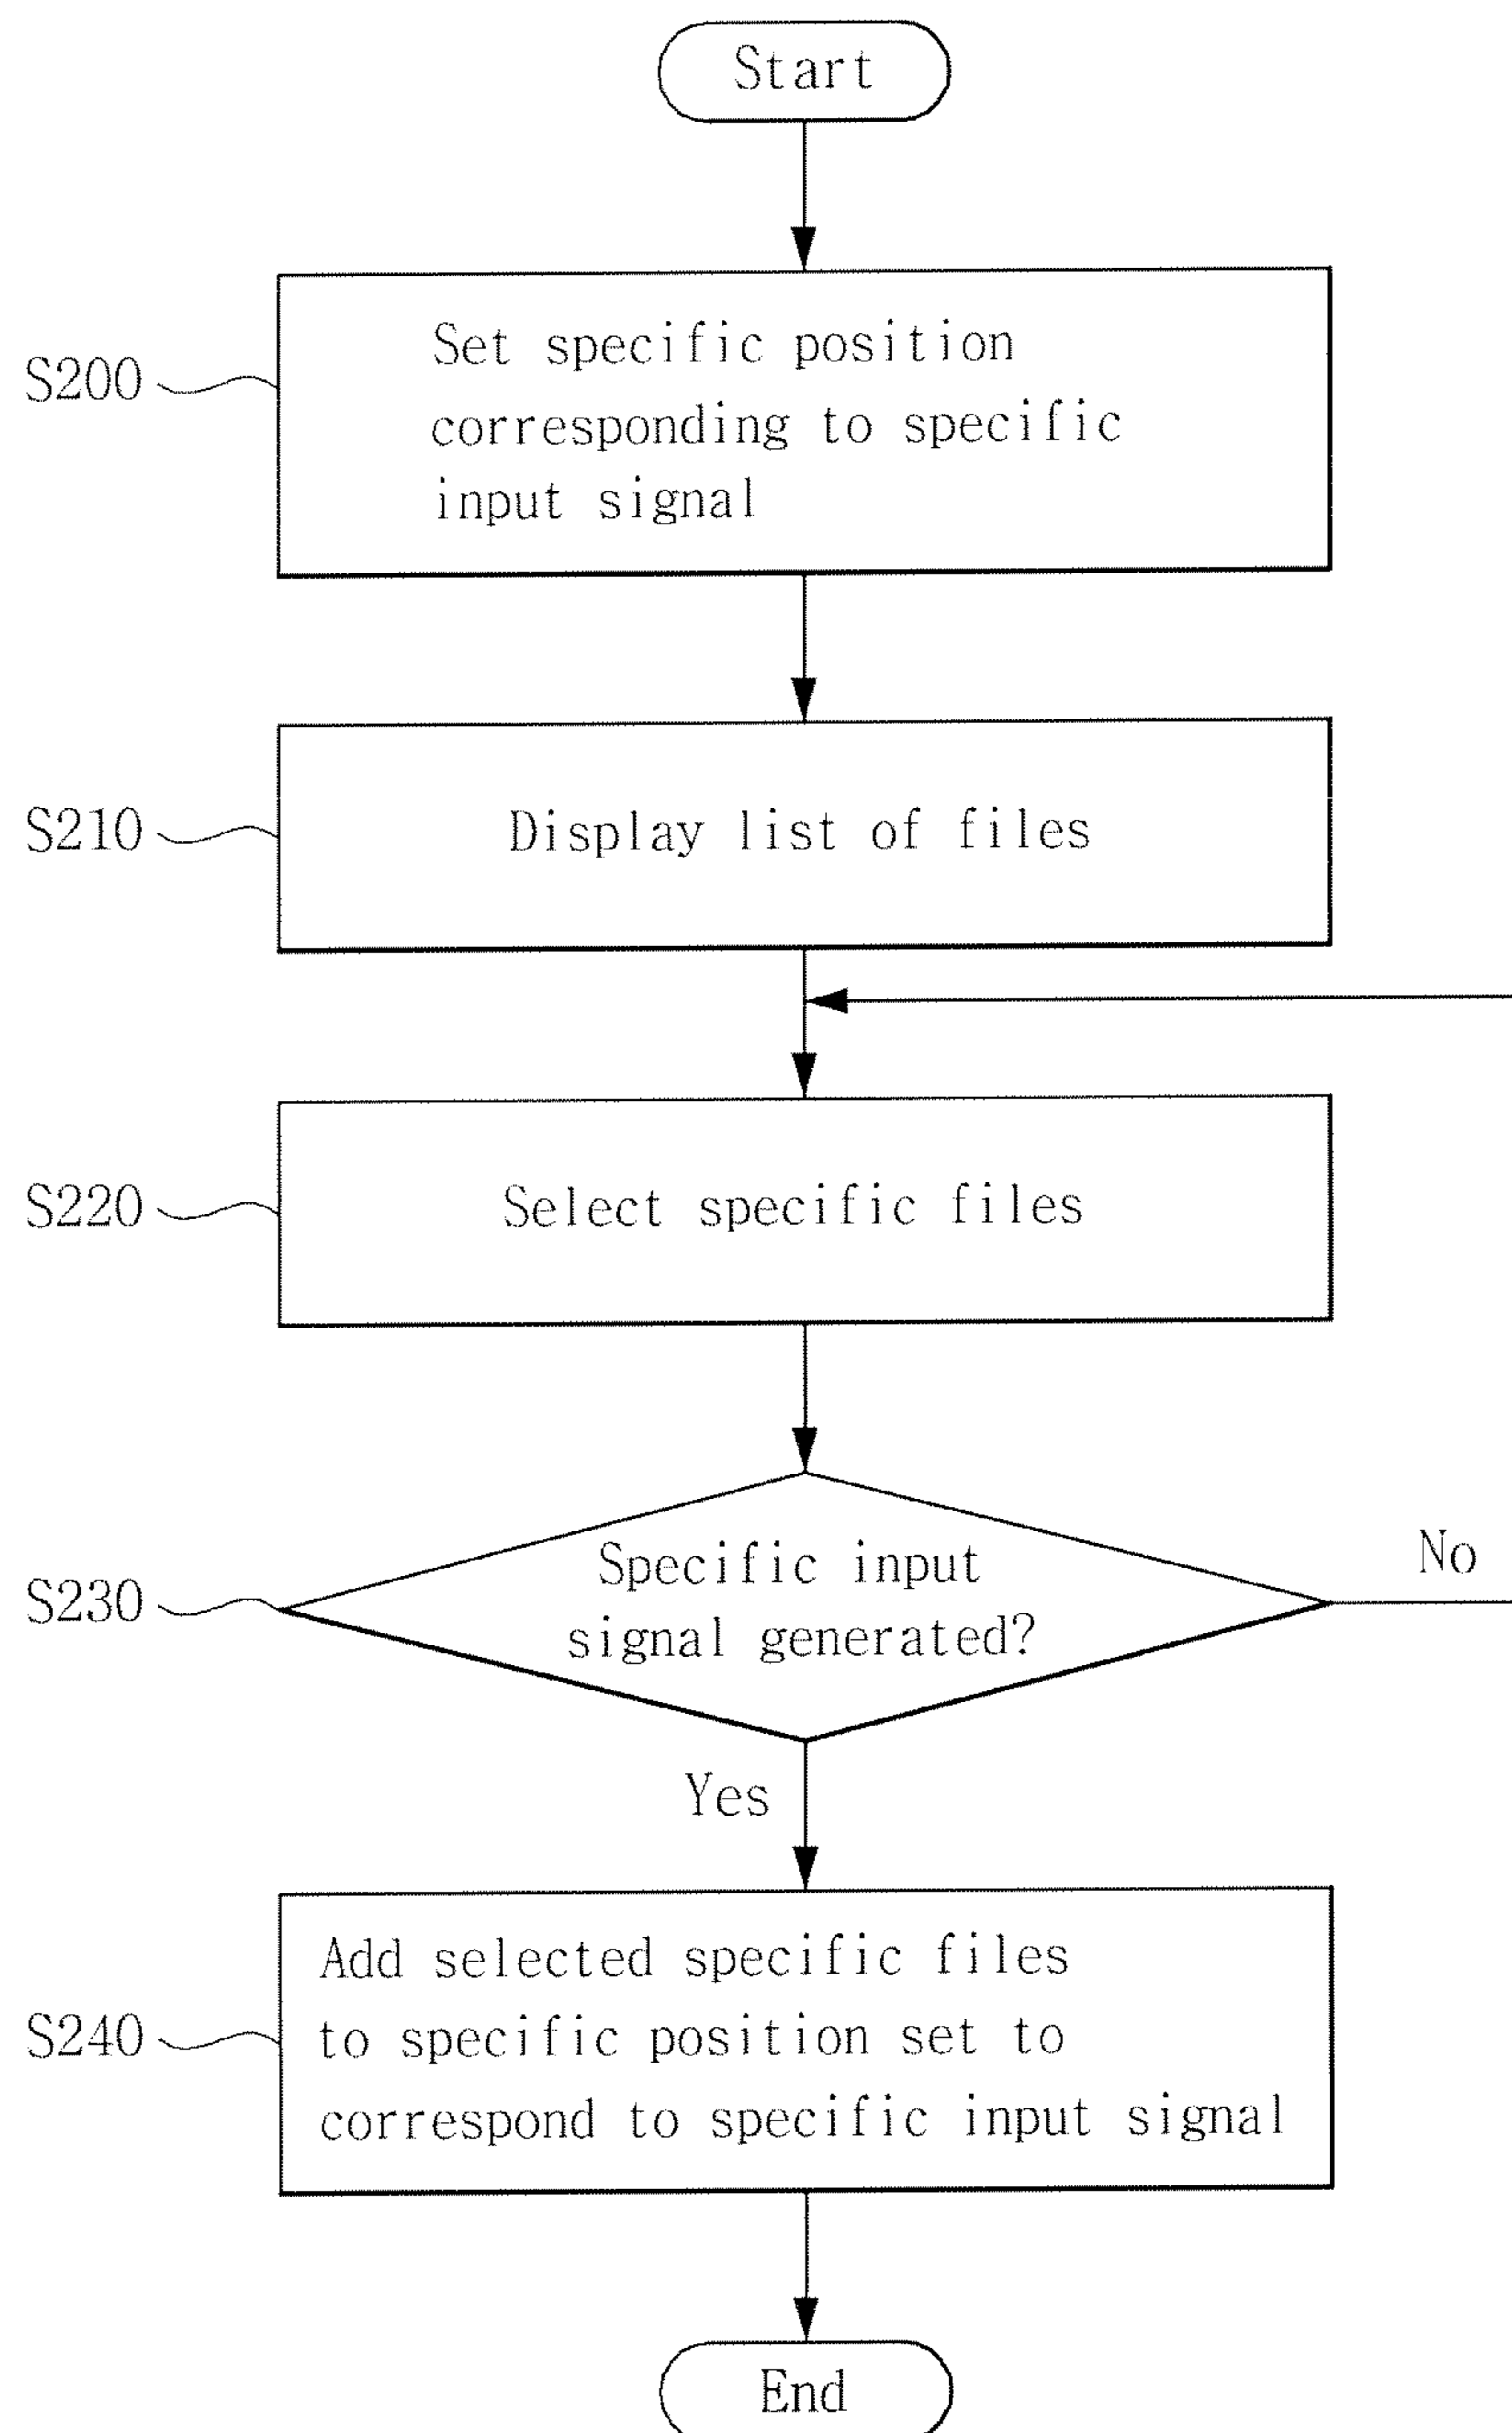 Start
S200
Set specific position
corresponding to specific
input signal
S210
Display list of files
S220
Select specific files
S230
Specific input
signal generated?
No
Yes
S240
Add selected specific files
to specific position set to
correspond to specific input signal
End